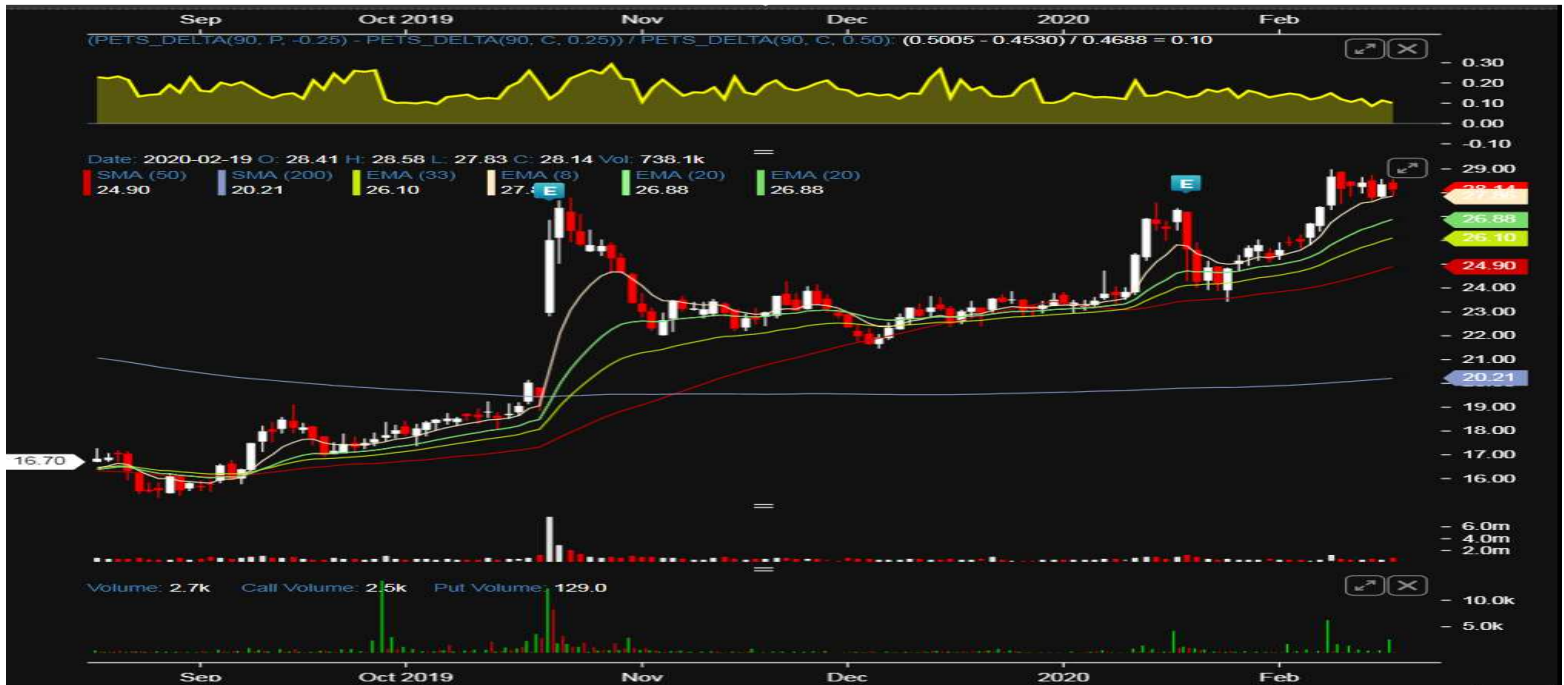 Sep Oct 2019 Nov Dec 2020 Feb
(PETS_DELTA(90, P, -0.25) - PETS_DELTA(90, C, 0.25)) / PETS_DELTA(90, C, 0.50): (0.5005 - 0.4530) / 0.4688 = 0.10
0.30
0.20
0.10
0.00
-0.10
Date: 2020-02-19 O: 28.41 H: 28.58 L: 27.83 C: 28.14 Vol: 738.1k
SMA (50) SMA (200) EMA (33) EMA (8) EMA (20) EMA (20)
24.90 20.21 26.10 26.88 26.88
E
E
29.00
28.14
26.88
26.10
24.90
24.00
23.00
22.00
21.00
20.21
19.00
18.00
17.00
16.70
16.00
6.0m
4.0m
2.0m
Volume: 2.7k Call Volume: 2.5k Put Volume: 129.0
10.0k
5.0k
Sep Oct 2019 Nov Dec 2020 Feb